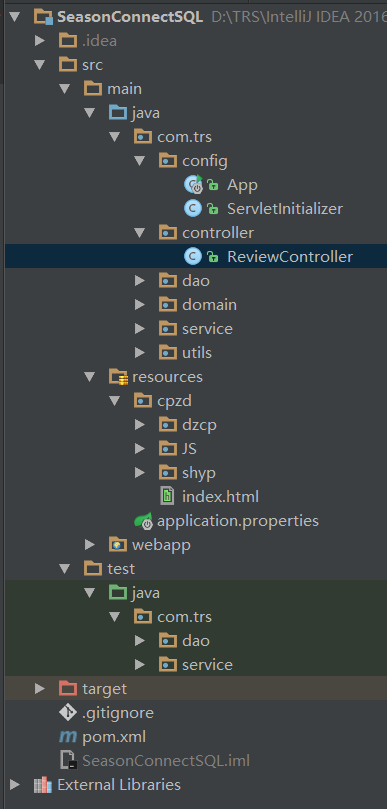 SeasonConnectSQL D:\TRS\IntelliJ IDEA 2016
.idea
src
main
java
com.trs
config
App
ServletInitializer
controller
ReviewController
dao
domain
service
utils
resources
cpzd
dzcp
JS
shyp
index.html
application.properties
webapp
test
java
com.trs
dao
service
target
.gitignore
pom.xml
SeasonConnectSQL.iml
External Libraries